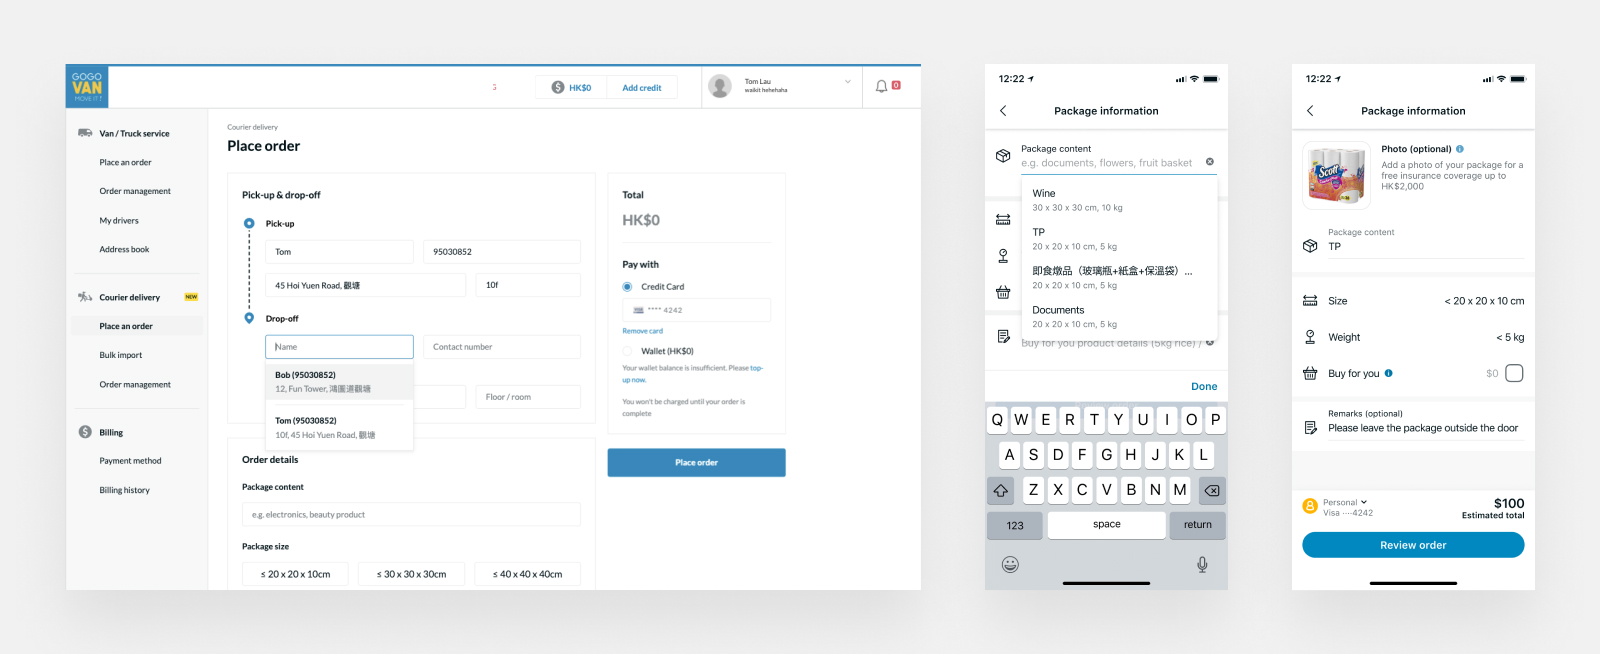 GOGO
VAN
MOVE IT!
HK$0
Add credit
Tom Lau
waikit hehehaha
0
Van / Truck service
Place an order
Order management
My drivers
Address book
Courier delivery
NEW
Place an order
Bulk import
Order management
Billing
Payment method
Billing history
Courier delivery
Place order
Pick-up & drop-off
Pick-up
Tom
95030852
45 Hoi Yuen Road, 觀塘
10f
Drop-off
Name
Contact number
Bob (95030852)
12, Fun Tower, 鴻圖道觀塘
Tom (95030852)
10f, 45 Hoi Yuen Road, 觀塘
Floor / room
Order details
Package content
e.g. electronics, beauty product
Package size
≤ 20 x 20 x 10cm
≤ 30 x 30 x 30cm
≤ 40 x 40 x 40cm
Total
HK$0
Pay with
Credit Card
**** 4242
Remove card
Wallet (HK$0)
Your wallet balance is insufficient. Please top-
up now.
You won't be charged until your order is
complete
Place order
12:22
Package information
Package content
e.g. documents, flowers, fruit basket
Wine
30 x 30 x 30 cm, 10 kg
TP
20 x 20 x 10 cm, 5 kg
即食燉品（玻璃瓶+紙盒+保溫袋）...
20 x 20 x 10 cm, 5 kg
Documents
20 x 20 x 10 cm, 5 kg
Buy for you product details (5kg rice) /
Done
Q W E R T Y U I O P
A S D F G H J K L
Z X C V B N M
123
space
return
12:22
Package information
Scott
Photo (optional)
Add a photo of your package for a
free insurance coverage up to
HK$2,000
Package content
TP
Size
< 20 x 20 x 10 cm
Weight
< 5 kg
Buy for you
$0
Remarks (optional)
Please leave the package outside the door
Personal
Visa ····4242
$100
Estimated total
Review order